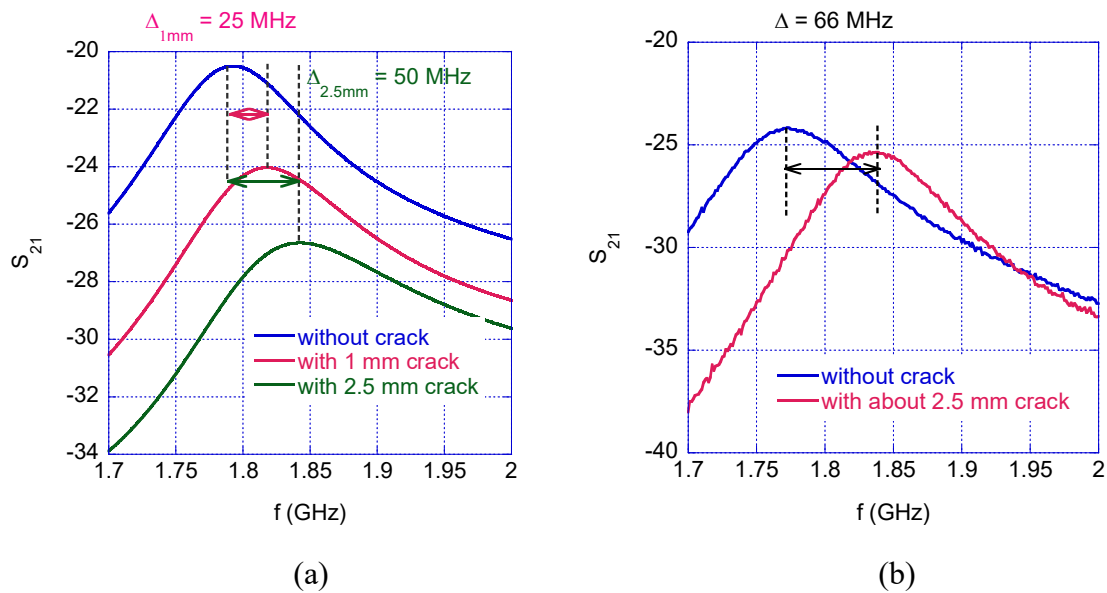 Δ1mm = 25 MHz
Δ2.5mm = 50 MHz
-20
-22
-24
-26
-28
-30
-32
-34
S21
without crack
with 1 mm crack
with 2.5 mm crack
1.7 1.75 1.8 1.85 1.9 1.95 2
f (GHz)
(a)
Δ = 66 MHz
-20
-25
-30
-35
-40
S21
without crack
with about 2.5 mm crack
1.7 1.75 1.8 1.85 1.9 1.95 2
f (GHz)
(b)